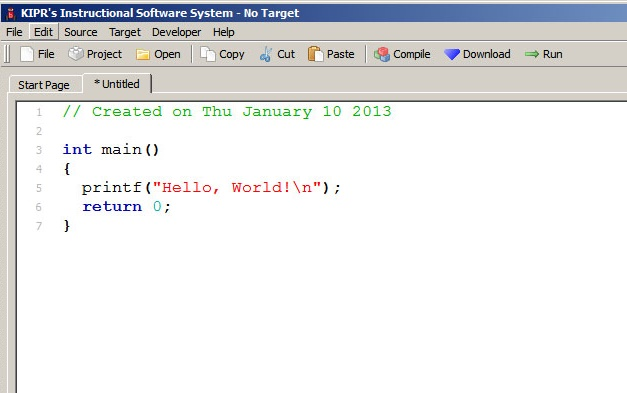 KIPR's Instructional Software System - No Target
File Edit Source Target Developer Help
File Project Open Copy Cut Paste Compile Download Run
Start Page * Untitled
1 // Created on Thu January 10 2013
2
3 int main()
4 {
5 printf("Hello, World!\n");
6 return 0;
7 }